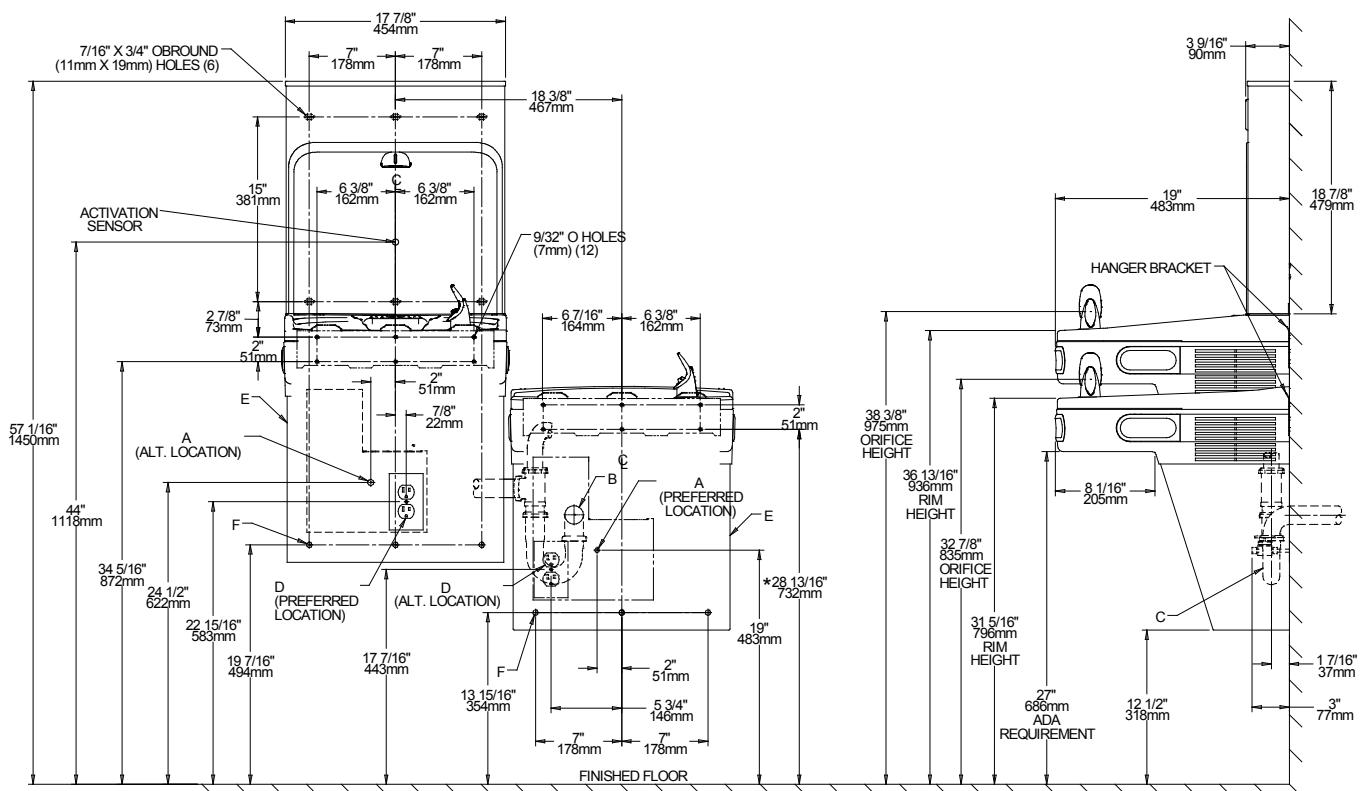 17 7/8"
454mm
7/16" X 3/4" OBROUND
(11mm X 19mm) HOLES (6)
7"
178mm
7"
178mm
3 9/16"
90mm
18 3/8"
467mm
15"
381mm
6 3/8"
162mm
6 3/8"
162mm
C
L
ACTIVATION
SENSOR
9/32" O HOLES
(7mm) (12)
19"
483mm
18 7/8"
479mm
HANGER BRACKET
2 7/8"
73mm
2"
51mm
6 7/16"
164mm
6 3/8"
162mm
2"
51mm
7/8"
22mm
2"
51mm
E
A
(ALT. LOCATION)
57 1/16"
1450mm
44"
1118mm
34 5/16"
872mm
24 1/2"
622mm
22 15/16"
583mm
19 7/16"
494mm
F
D
(PREFERRED
LOCATION)
D
(ALT. LOCATION)
C
L
B
A
(PREFERRED
LOCATION)
E
*28 13/16"
732mm
19"
483mm
F
17 7/16"
443mm
13 15/16"
354mm
2"
51mm
5 3/4"
146mm
7"
178mm
7"
178mm
FINISHED FLOOR
38 3/8"
975mm
ORIFICE
HEIGHT
36 13/16"
936mm
RIM
HEIGHT
32 7/8"
835mm
ORIFICE
HEIGHT
31 5/16"
796mm
RIM
HEIGHT
27"
686mm
ADA
REQUIREMENT
8 1/16"
205mm
12 1/2"
318mm
C
1 7/16"
37mm
3"
77mm